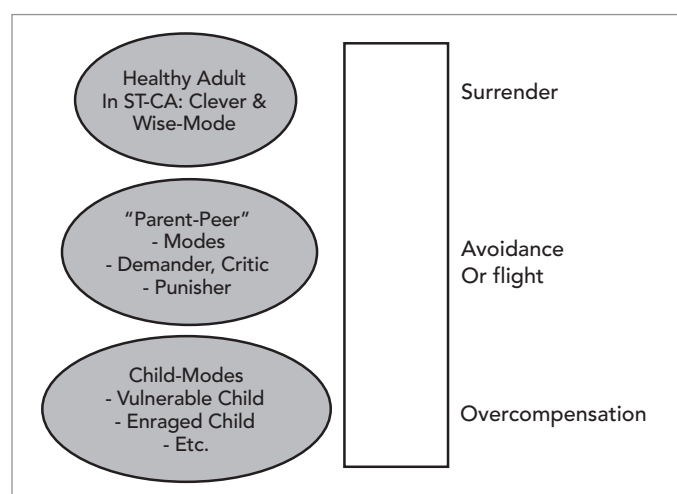 Healthy Adult
In ST-CA: Clever &
Wise-Mode
Surrender
“Parent-Peer”
- Modes
- Demander, Critic
- Punisher
Avoidance
Or flight
Child-Modes
- Vulnerable Child
- Enraged Child
- Etc.
Overcompensation